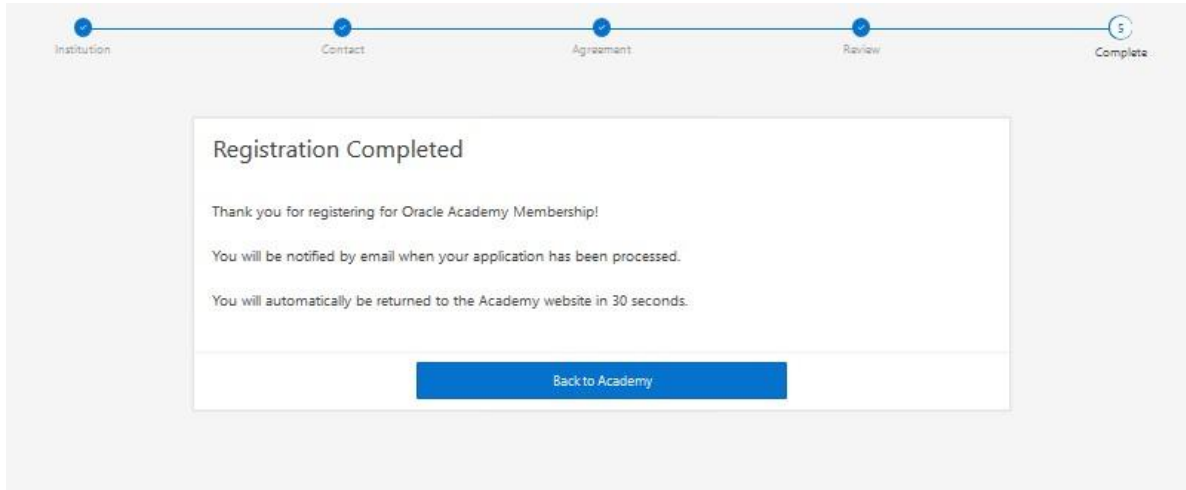 5
Institution
Contact
Agreement
Review
Complete
Registration Completed
Thank you for registering for Oracle Academy Membership!
You will be notified by email when your application has been processed.
You will automatically be returned to the Academy website in 30 seconds.
Back to Academy